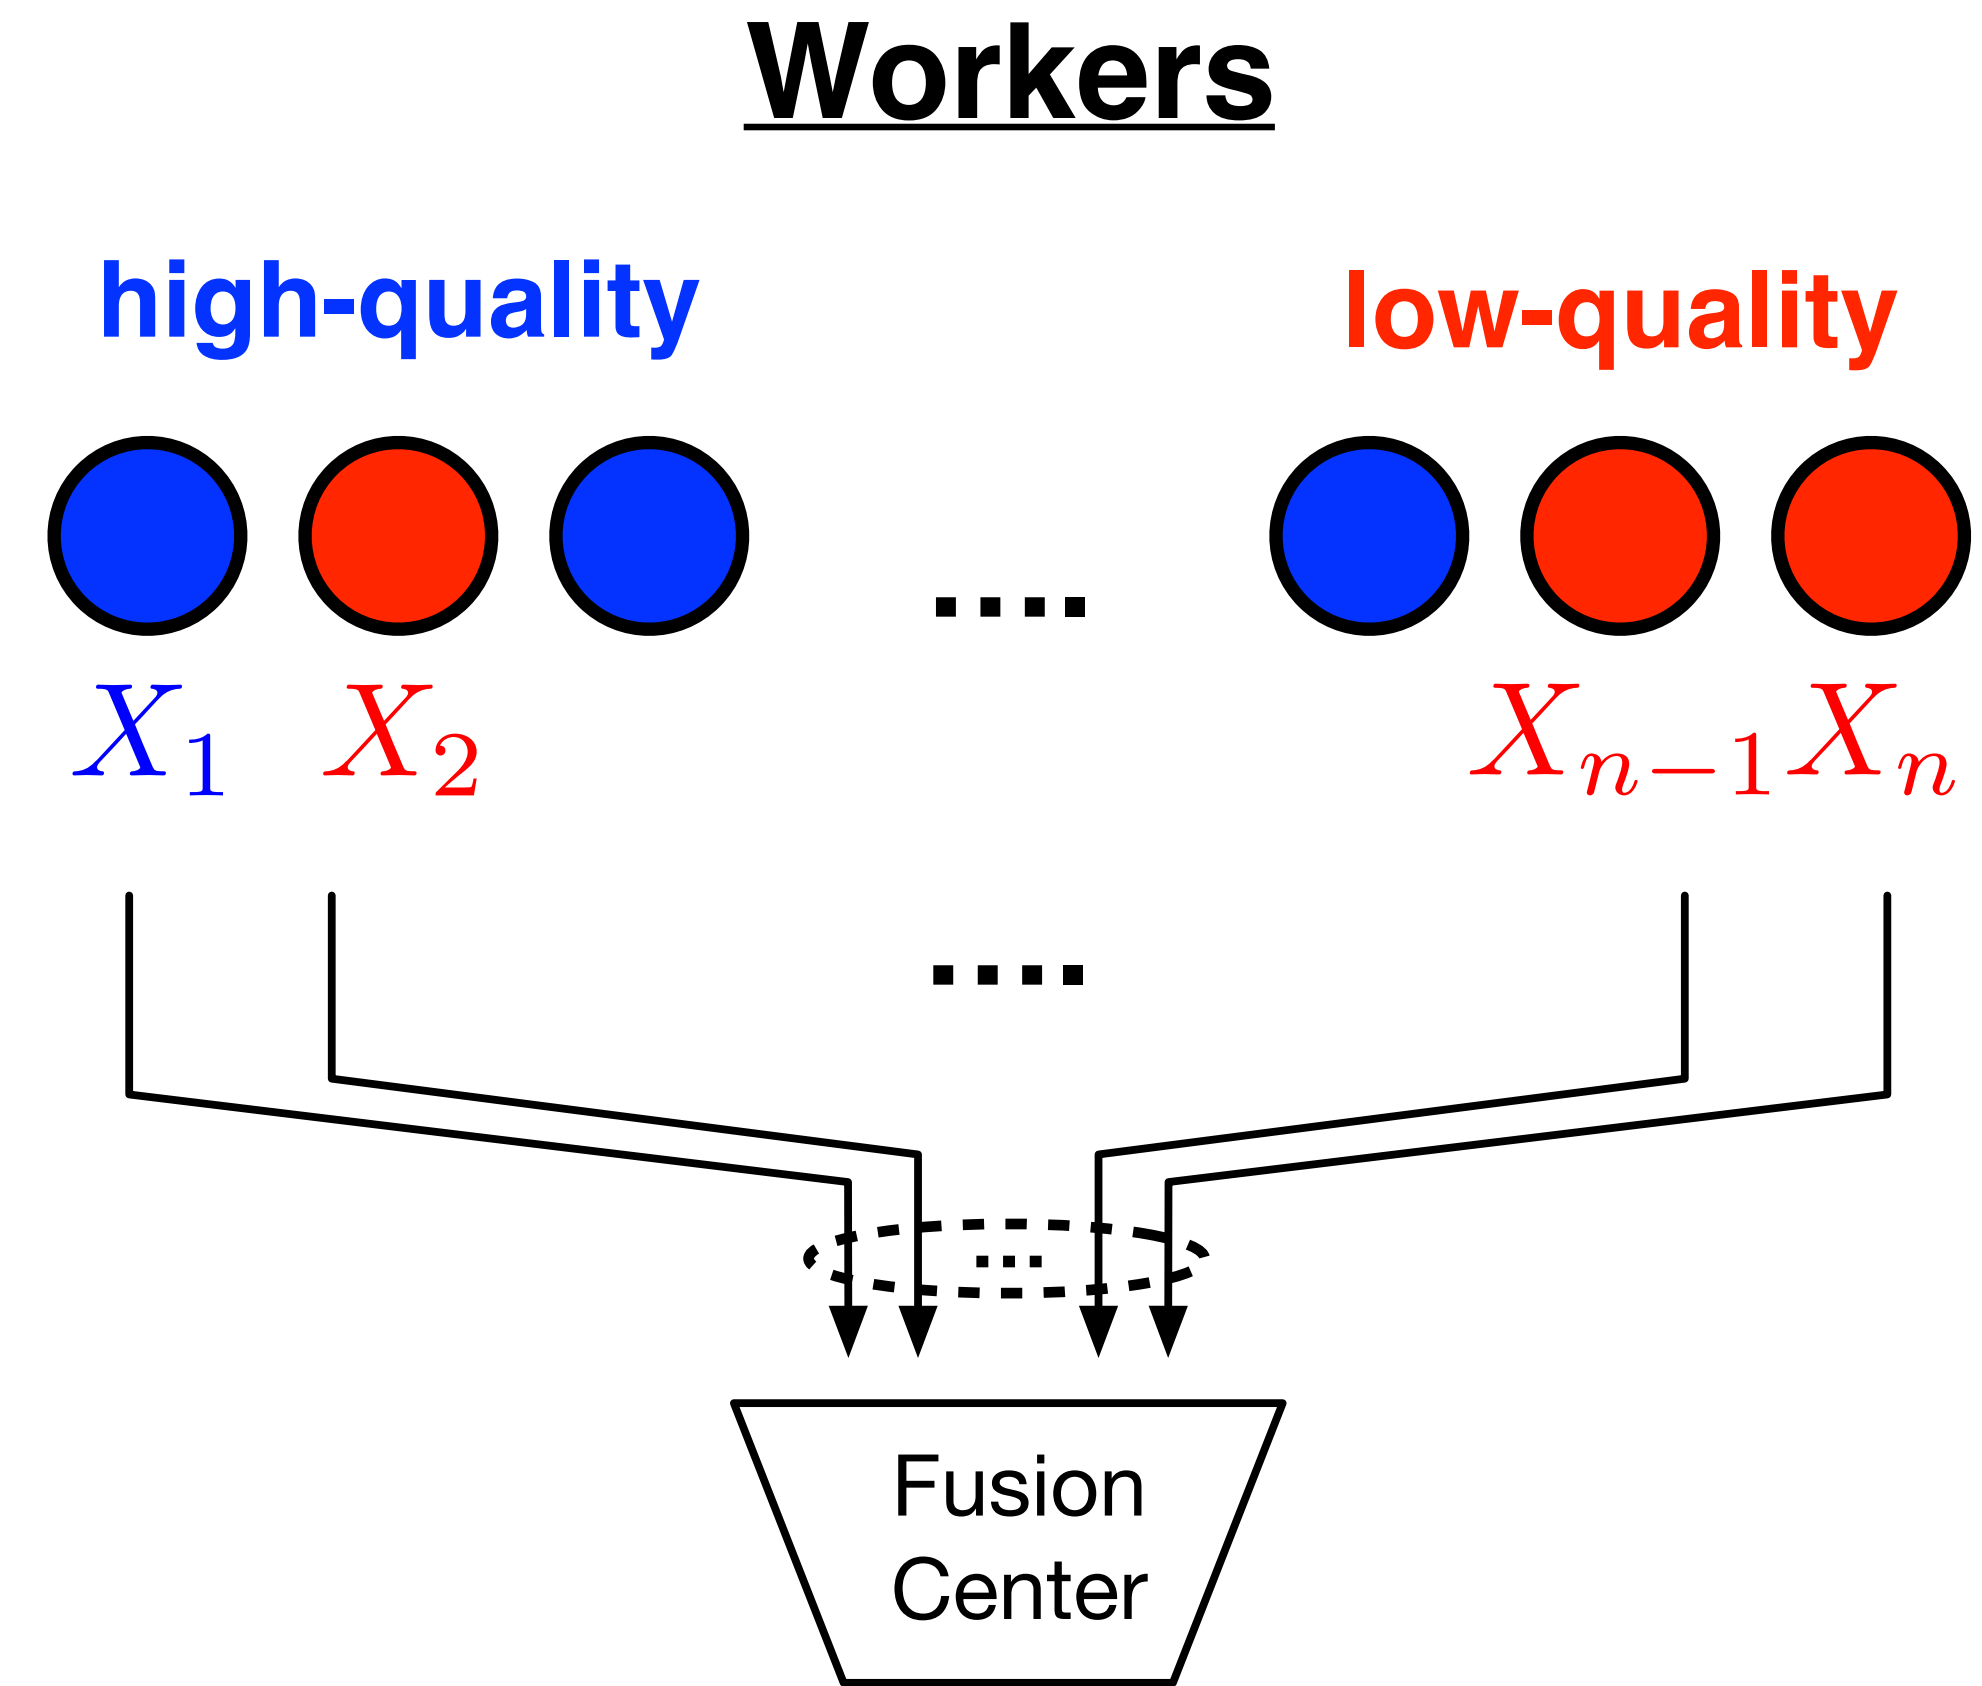 Workers
high-quality low-quality
....
X₁ X₂ Xₙ₋₁ Xₙ
....
...
Fusion
Center